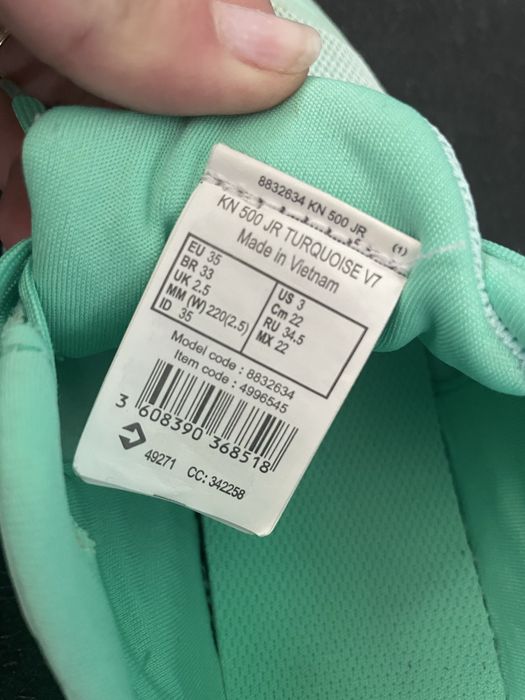 8832634 KN 500 JR
(1)
KN 500 JR TURQUOISE V7
Made in Vietnam
EU 35
BR 33
UK 2.5
MM (W) 220(2.5)
ID 35
US 3
Cm 22
RU 34.5
MX 22
Model code : 8832634
Item code : 4996545
3 608390 368518
49271 CC: 342258